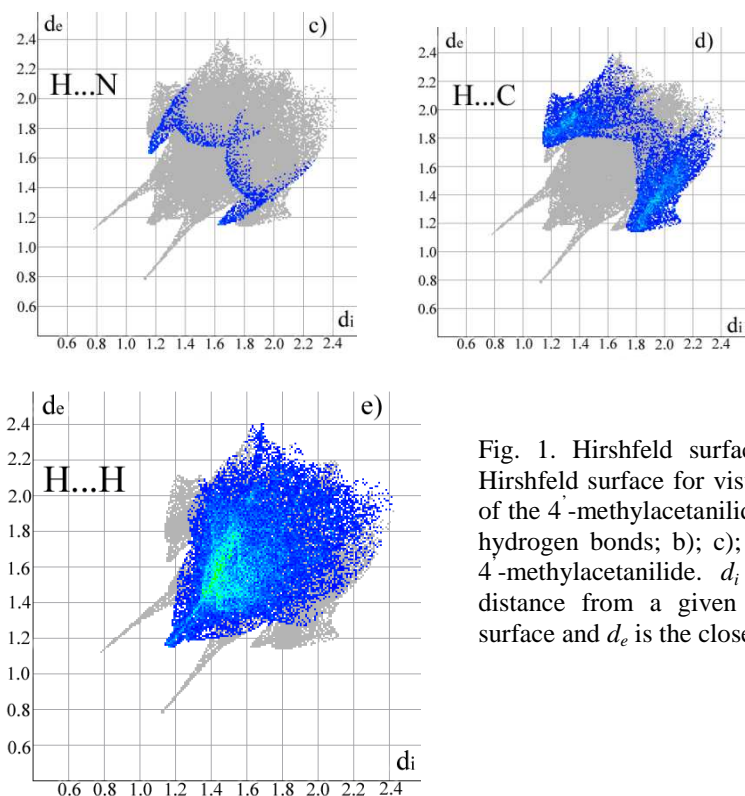 de c)
2.4
2.2
H...N
2.0
1.8
1.6
1.4
1.2
1.0
0.8
0.6
di
0.6 0.8 1.0 1.2 1.4 1.6 1.8 2.0 2.2 2.4
de d)
2.4
2.2
H...C
2.0
1.8
1.6
1.4
1.2
1.0
0.8
0.6
di
0.6 0.8 1.0 1.2 1.4 1.6 1.8 2.0 2.2 2.4
de e)
2.4
2.2
H...H
2.0
1.8
1.6
1.4
1.2
1.0
0.8
0.6
di
0.6 0.8 1.0 1.2 1.4 1.6 1.8 2.0 2.2 2.4
Fig. 1. Hirshfeld surfac
Hirshfeld surface for vis
of the 4'-methylacetanilid
hydrogen bonds; b); c);
4'-methylacetanilide. di
distance from a given
surface and de is the close